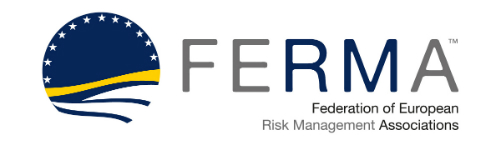 FERMA™
Federation of European
Risk Management Associations